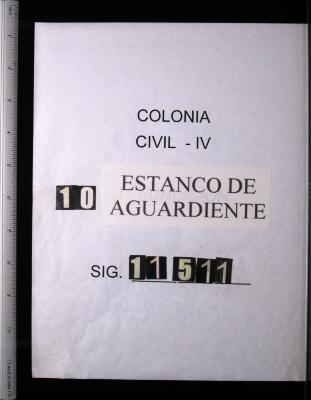 COLONIA
CIVIL - IV
10 ESTANCO DE
AGUARDIENTE
SIG. 11511